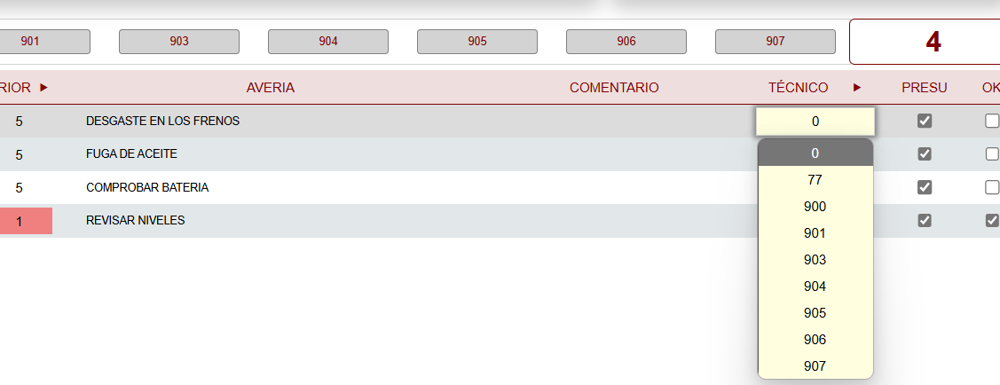 901 903 904 905 906 907 4
RIOR ▶ AVERIA COMENTARIO TÉCNICO ▶ PRESU OK
5 DESGASTE EN LOS FRENOS 0
5 FUGA DE ACEITE
5 COMPROBAR BATERIA
1 REVISAR NIVELES
0
77
900
901
903
904
905
906
907